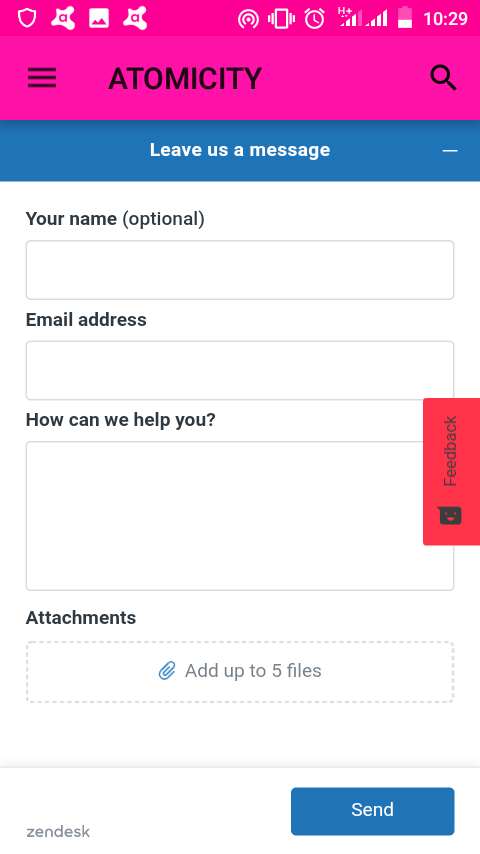 H+ 10:29
ATOMICITY
Leave us a message
Your name (optional)
Email address
How can we help you?
Feedback
Attachments
Add up to 5 files
Send
zendesk